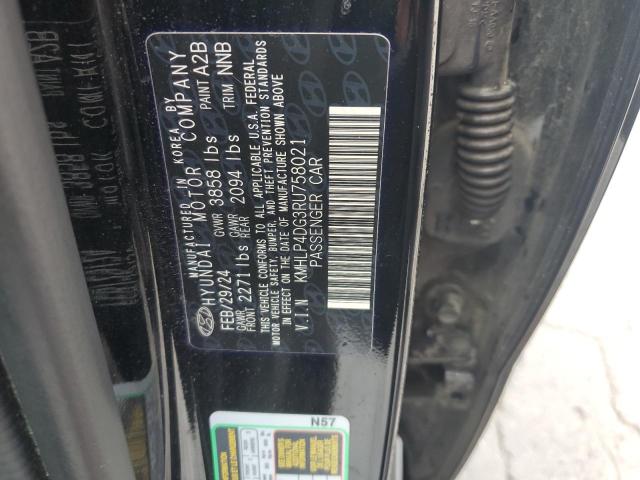 MANUFACTURED IN KOREA BY
HYUNDAI MOTOR COMPANY
FEB/29/24 GVWR 3858 lbs PAINT A2B
GAWR FRONT 2271 lbs GAWR REAR 2094 lbs TRIM NNB
THIS VEHICLE CONFORMS TO ALL APPLICABLE U.S.A. FEDERAL
MOTOR VEHICLE SAFETY, BUMPER, AND THEFT PREVENTION STANDARDS
IN EFFECT ON THE DATE OF MANUFACTURE SHOWN ABOVE
V.I.N KMHLP4DG3RU758021
PASSENGER CAR
N57